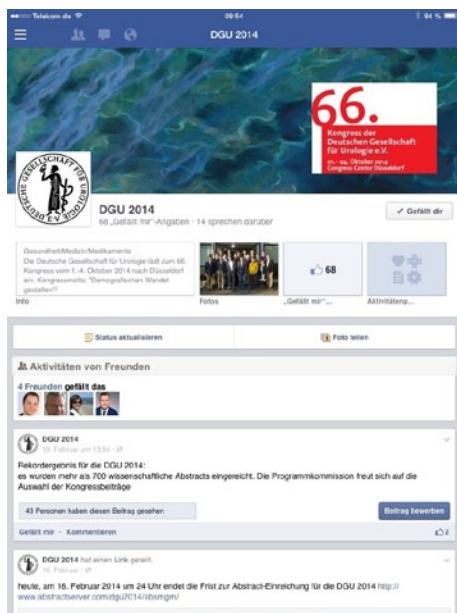 Telekom.de
09:54
94 %
DGU 2014
66.
Kongress der
Deutschen Gesellschaft
für Urologie e.V.
01. - 04. Oktober 2014
Congress Center Düsseldorf
DEUTSCHE GESELLSCHAFT FÜR UROLOGIE E.V.
DGU 2014
68 „Gefällt mir“-Angaben · 14 sprechen darüber
Gefällt dir
Gesundheit/Medizin/Medikamente
Die Deutsche Gesellschaft für Urologie lädt zum 66.
Kongress vom 1.-4. Oktober 2014 nach Düsseldorf
ein. Kongressmotto: "Demografischen Wandel
gestalten"!
68
Info
Fotos
„Gefällt mir“...
Aktivitätenp...
Status aktualisieren
Foto teilen
Aktivitäten von Freunden
4 Freunden gefällt das
DGU 2014
18. Februar um 13:54
Rekordergebnis für die DGU 2014:
es wurden mehr als 700 wissenschaftliche Abstracts eingereicht. Die Programmkommission freut sich auf die
Auswahl der Kongressbeiträge
43 Personen haben diesen Beitrag gesehen
Beitrag bewerben
Gefällt mir · Kommentieren
2
DGU 2014 hat einen Link geteilt.
16. Februar
heute, am 16. Februar 2014 um 24 Uhr endet die Frist zur Abstract-Einreichung für die DGU 2014 http://
www.abstractserver.com/dgu2014/absmgm/